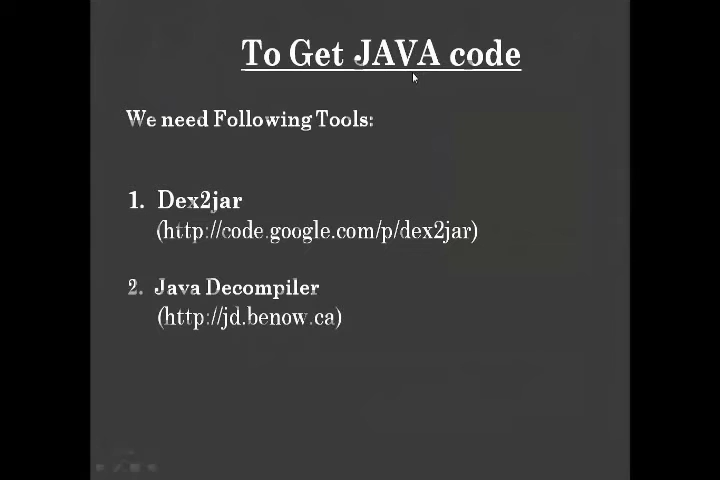 To Get JAVA code
We need Following Tools:
1. Dex2jar
(http://code.google.com/p/dex2jar)
2. Java Decompiler
(http://jd.benow.ca)